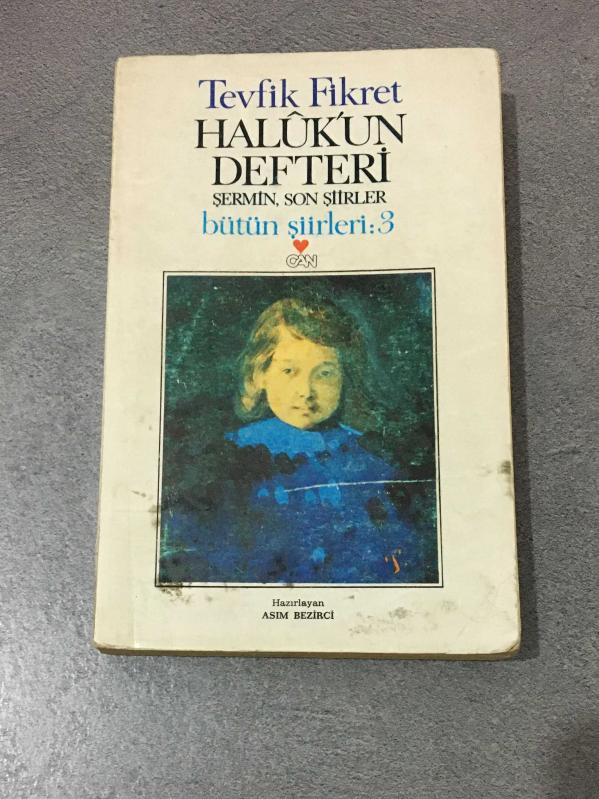 Tevfik Fikret
HALÛK'UN
DEFTERİ
ŞERMİN, SON ŞİİRLER
bütün şiirleri:3
CAN
Hazırlayan
ASIM BEZİRCİ